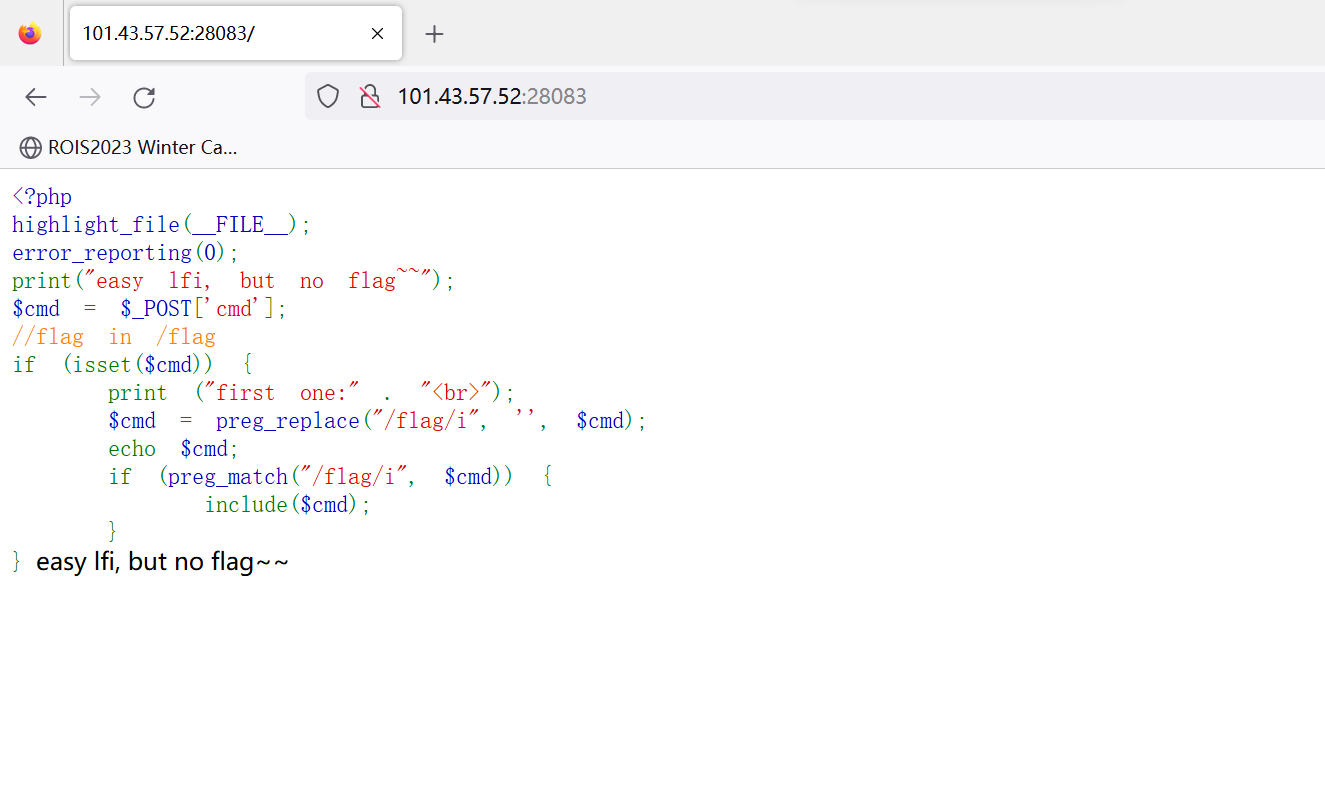 101.43.57.52:28083/
101.43.57.52:28083
ROIS2023 Winter Ca...
<?php
highlight_file(__FILE__);
error_reporting(0);
print("easy lfi, but no flag~~");
$cmd = $_POST['cmd'];
//flag in /flag
if (isset($cmd)) {
print ("first one:" . "<br>");
$cmd = preg_replace("/flag/i", '', $cmd);
echo $cmd;
if (preg_match("/flag/i", $cmd)) {
include($cmd);
}
} easy lfi, but no flag~~